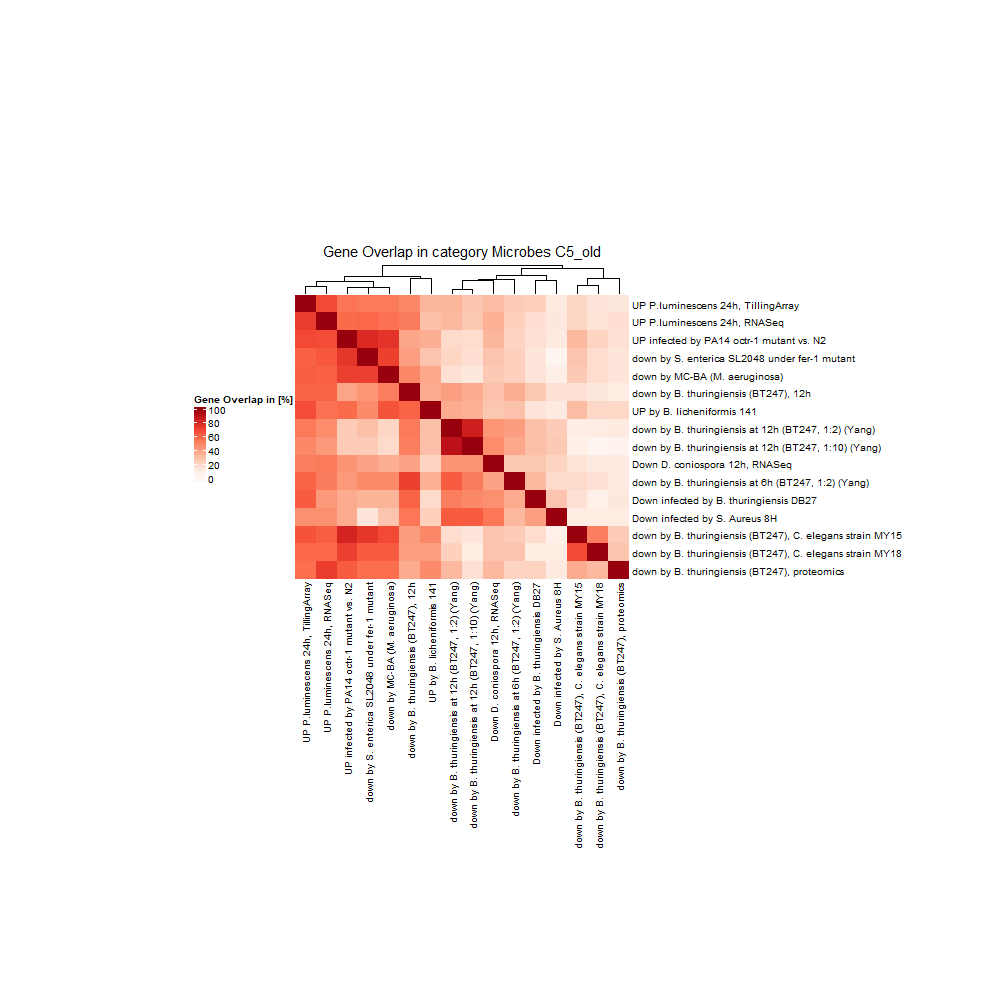 Gene Overlap in category Microbes C5_old
UP P.luminescens 24h, TillingArray
UP P.luminescens 24h, RNASeq
UP infected by PA14 octr-1 mutant vs. N2
down by S. enterica SL2048 under fer-1 mutant
down by MC-BA (M. aeruginosa)
down by B. thuringiensis (BT247), 12h
UP by B. licheniformis 141
down by B. thuringiensis at 12h (BT247, 1:2) (Yang)
down by B. thuringiensis at 12h (BT247, 1:10) (Yang)
Down D. coniospora 12h, RNASeq
down by B. thuringiensis at 6h (BT247, 1:2) (Yang)
Down infected by B. thuringiensis DB27
Down infected by S. Aureus 8H
down by B. thuringiensis (BT247), C. elegans strain MY15
down by B. thuringiensis (BT247), C. elegans strain MY18
down by B. thuringiensis (BT247), proteomics
Gene Overlap in [%]
100
80
60
40
20
0
UP P.luminescens 24h, TillingArray
UP P.luminescens 24h, RNASeq
UP infected by PA14 octr-1 mutant vs. N2
down by S. enterica SL2048 under fer-1 mutant
down by MC-BA (M. aeruginosa)
down by B. thuringiensis (BT247), 12h
UP by B. licheniformis 141
down by B. thuringiensis at 12h (BT247, 1:2) (Yang)
down by B. thuringiensis at 12h (BT247, 1:10) (Yang)
Down D. coniospora 12h, RNASeq
down by B. thuringiensis at 6h (BT247, 1:2) (Yang)
Down infected by B. thuringiensis DB27
Down infected by S. Aureus 8H
down by B. thuringiensis (BT247), C. elegans strain MY15
down by B. thuringiensis (BT247), C. elegans strain MY18
down by B. thuringiensis (BT247), proteomics